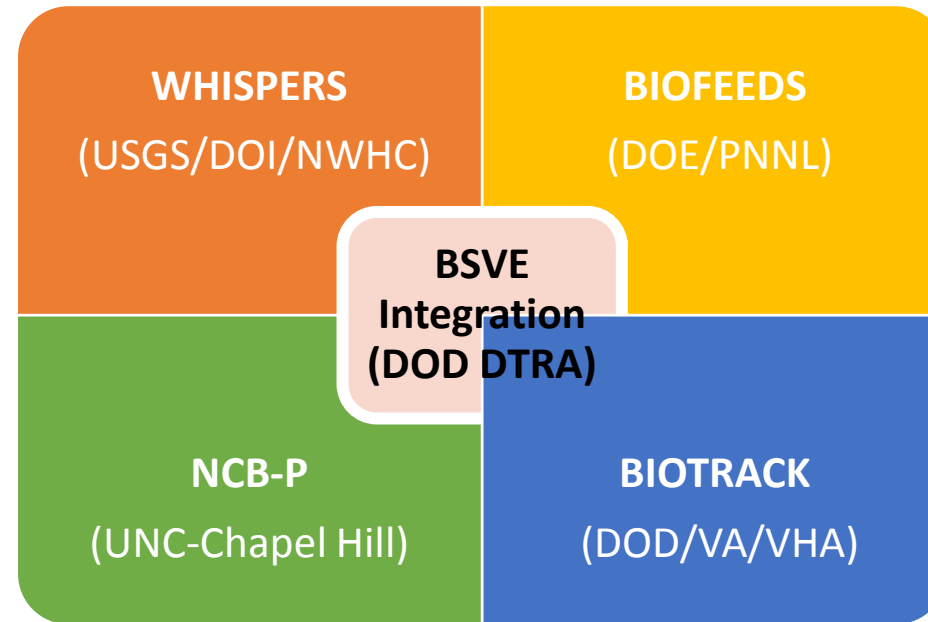 WHISPERS
(USGS/DOI/NWHC)
BIOFEEDS
(DOE/PNNL)
BSVE
Integration
(DOD DTRA)
NCB-P
(UNC-Chapel Hill)
BIOTRACK
(DOD/VA/VHA)